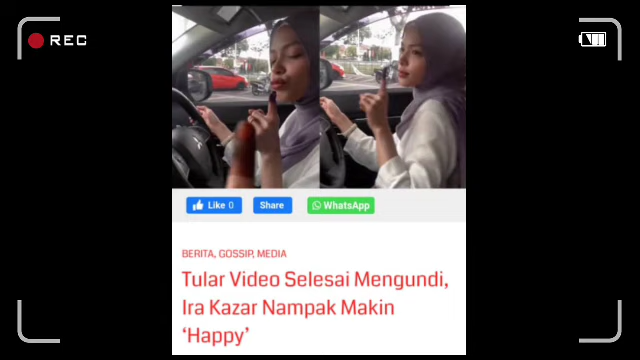 REC
Like 0
Share
WhatsApp
BERITA, GOSSIP, MEDIA
Tular Video Selesai Mengundi,
Ira Kazar Nampak Makin
‘Happy’